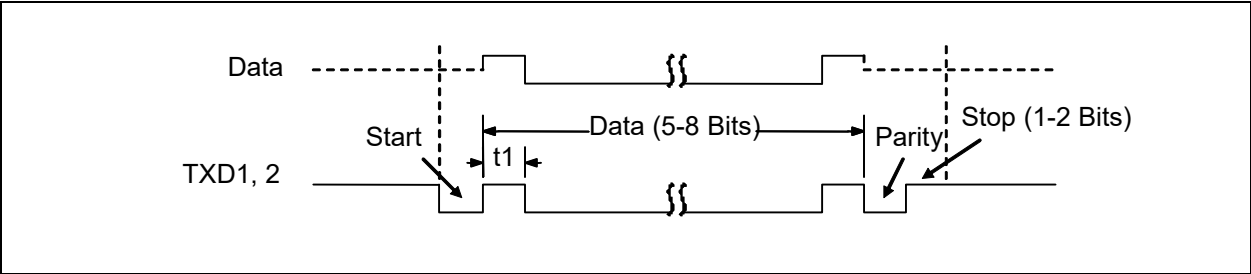 Data
Start
Data (5-8 Bits)
Parity
Stop (1-2 Bits)
t1
TXD1, 2